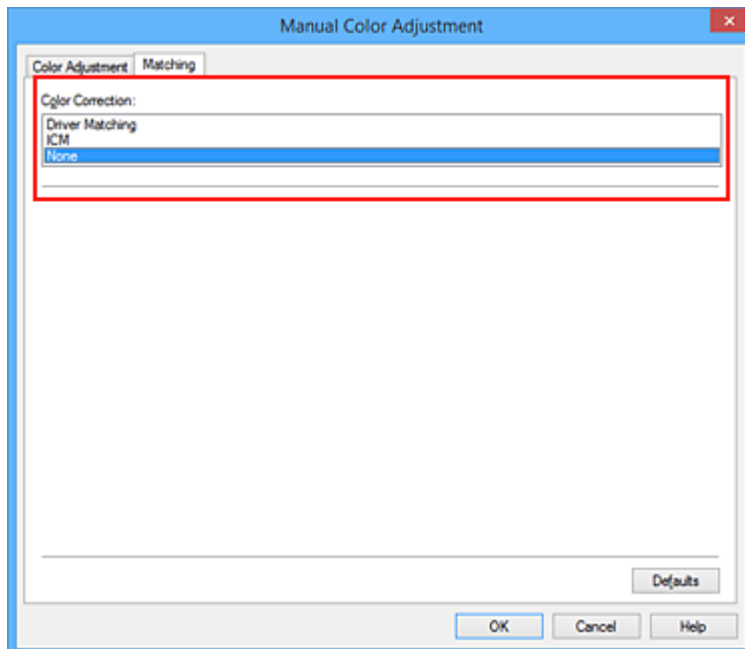 Manual Color Adjustment
Color Adjustment Matching
Color Correction:
Driver Matching
ICM
None
Defaults
OK Cancel Help